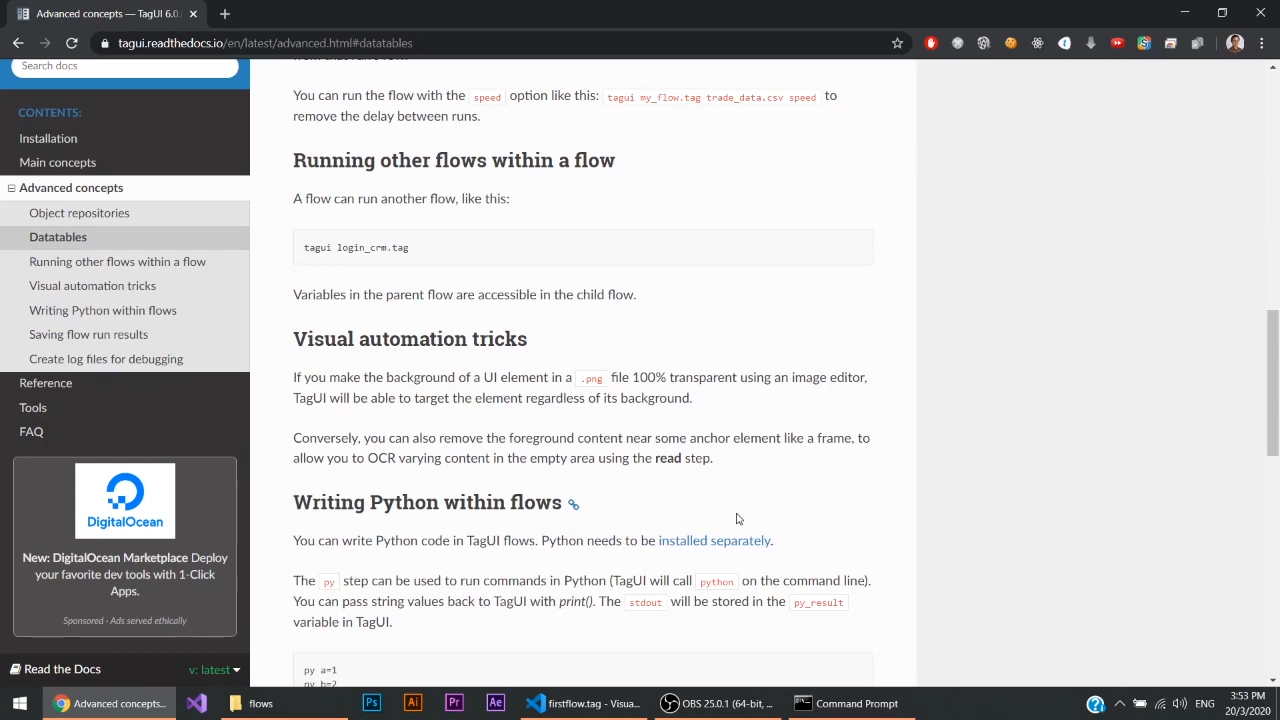 Advanced concepts — TagUI 6.0.
tagui.readthedocs.io/en/latest/advanced.html#datatables
Search docs
CONTENTS:
Installation
Main concepts
Advanced concepts
Object repositories
Datatables
Running other flows within a flow
Visual automation tricks
Writing Python within flows
Saving flow run results
Create log files for debugging
Reference
Tools
FAQ
DigitalOcean
New: DigitalOcean Marketplace Deploy
your favorite dev tools with 1-Click
Apps.
Sponsored · Ads served ethically
Read the Docs
v: latest
You can run the flow with the speed option like this: tagui my_flow.tag trade_data.csv speed to
remove the delay between runs.
Running other flows within a flow
A flow can run another flow, like this:
tagui login_crm.tag
Variables in the parent flow are accessible in the child flow.
Visual automation tricks
If you make the background of a UI element in a .png file 100% transparent using an image editor,
TagUI will be able to target the element regardless of its background.
Conversely, you can also remove the foreground content near some anchor element like a frame, to
allow you to OCR varying content in the empty area using the read step.
Writing Python within flows
You can write Python code in TagUI flows. Python needs to be installed separately.
The py step can be used to run commands in Python (TagUI will call python on the command line).
You can pass string values back to TagUI with print(). The stdout will be stored in the py_result
variable in TagUI.
py a=1
py b=2
Advanced concepts...
flows
Ps
Ai
Pr
Ae
firstflow.tag - Visua...
OBS 25.0.1 (64-bit, ...
Command Prompt
ENG
3:53 PM
20/3/2020